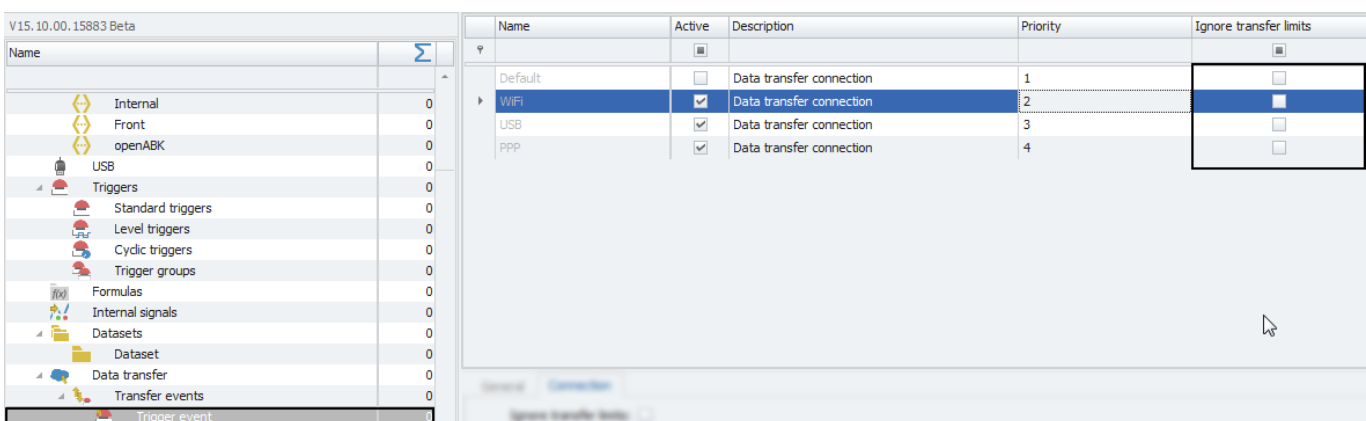 V15.10.00.15883 Beta
Name
Internal 0
Front 0
openABK 0
USB 0
Triggers 0
Standard triggers 0
Level triggers 0
Cyclic triggers 0
Trigger groups 0
f(x) Formulas 0
Internal signals 0
Datasets 0
Dataset 0
Data transfer 0
Transfer events 0
Trigger event 0
Name Active Description Priority Ignore transfer limits
Default Data transfer connection 1
WiFi Data transfer connection 2
USB Data transfer connection 3
PPP Data transfer connection 4
General Connection
Ignore transfer limits: